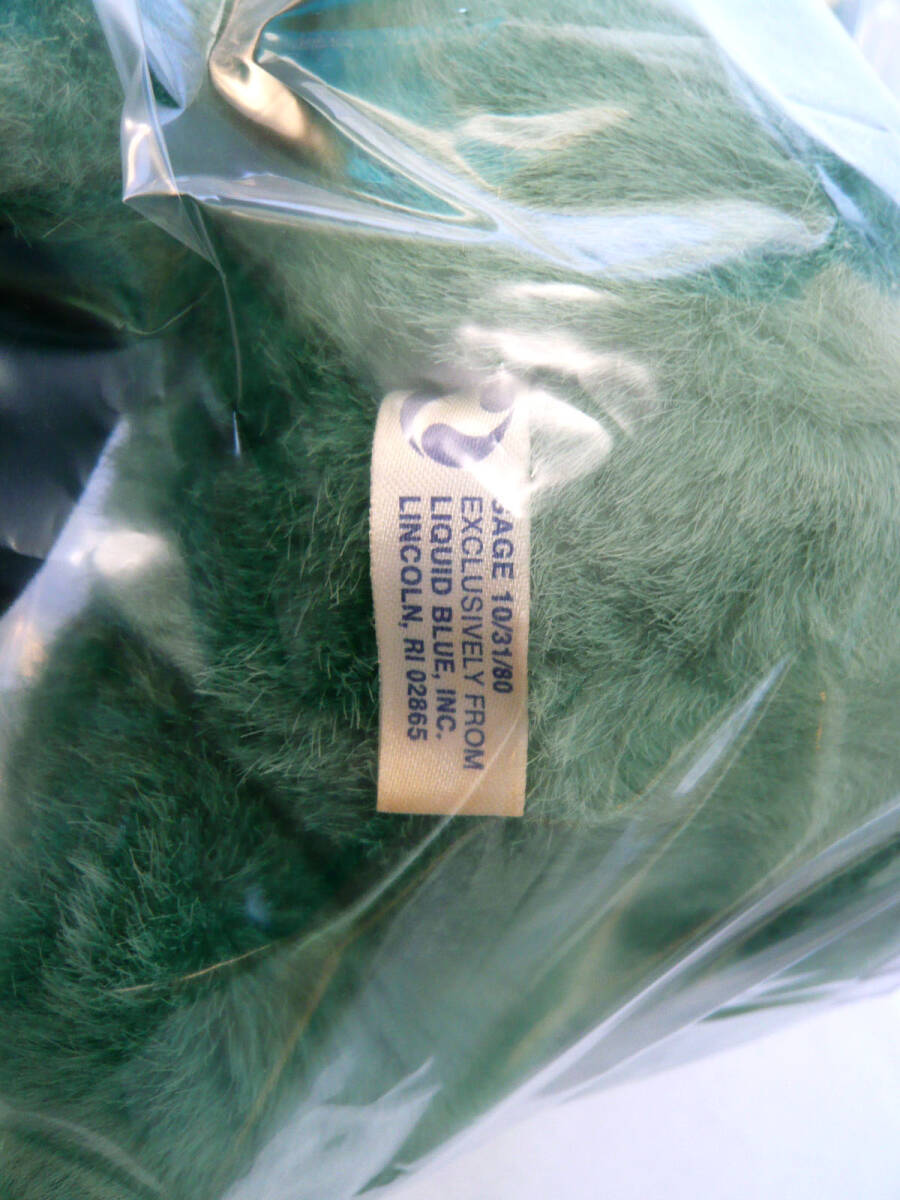 SAGE 10/31/80
EXCLUSIVELY FROM
LIQUID BLUE, INC.
LINCOLN, RI 02865